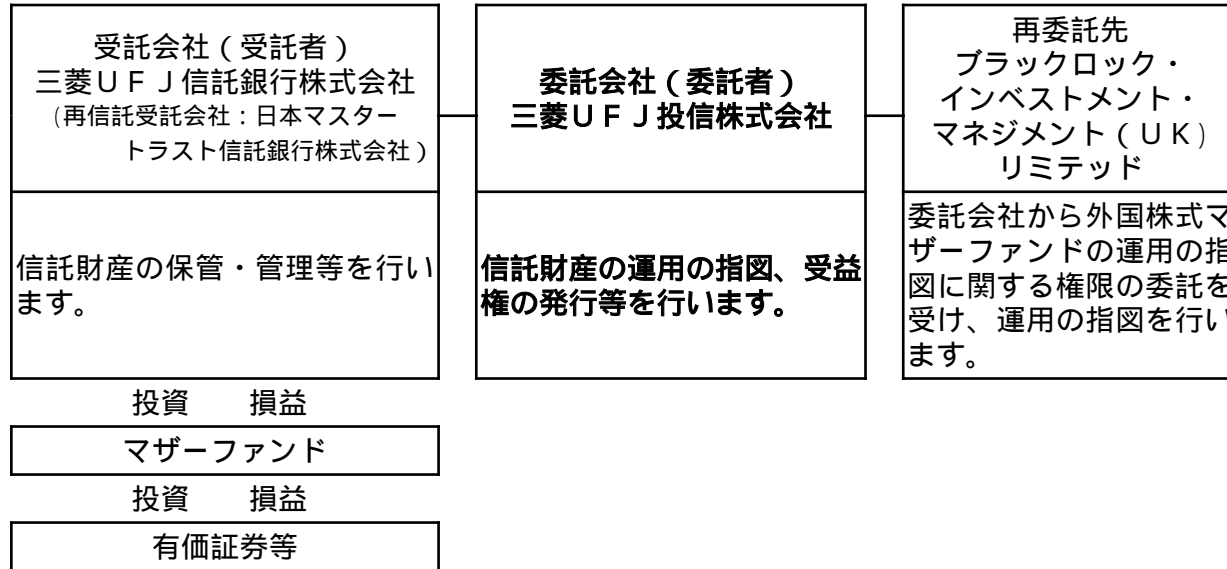 受託会社（受託者）
三菱ＵＦＪ信託銀行株式会社
(再信託受託会社：日本マスター
トラスト信託銀行株式会社）
委託会社（委託者）
三菱ＵＦＪ投信株式会社
再委託先
ブラックロック・
インベストメント・
マネジメント（ＵＫ）
リミテッド
信託財産の保管・管理等を行い
ます。
信託財産の運用の指図、受益
権の発行等を行います。
委託会社から外国株式マ
ザーファンドの運用の指
図に関する権限の委託を
受け、運用の指図を行い
ます。
投資　　損益
マザーファンド
投資　　損益
有価証券等